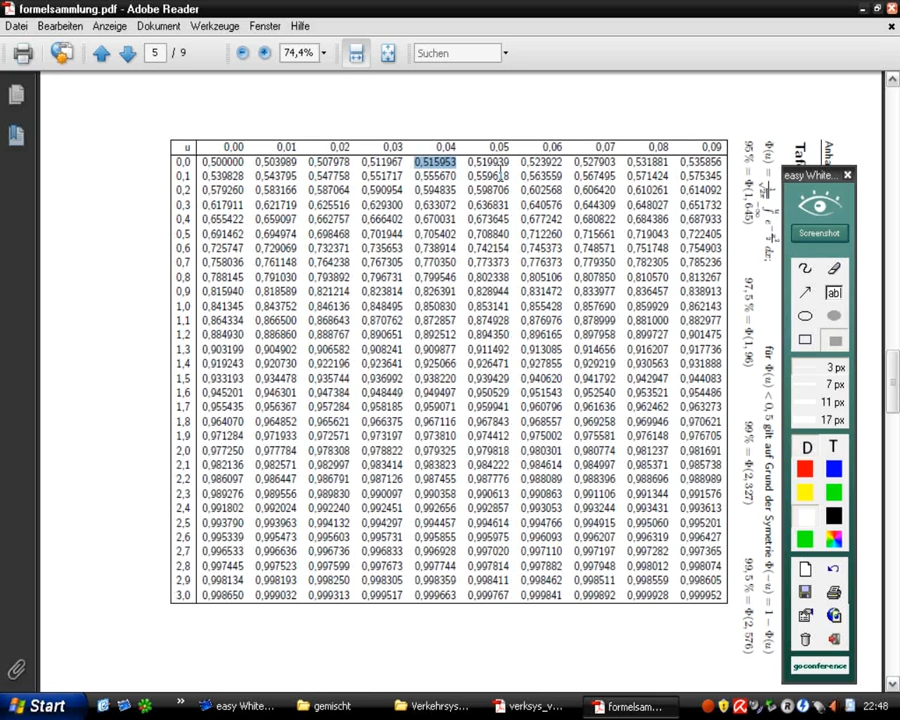 formelsammlung.pdf - Adobe Reader
Datei Bearbeiten Anzeige Dokument Werkzeuge Fenster Hilfe
5 / 9 74,4% Suchen
u 0,00 0,01 0,02 0,03 0,04 0,05 0,06 0,07 0,08 0,09
0,0 0,500000 0,503989 0,507978 0,511967 0,515953 0,519939 0,523922 0,527903 0,531881 0,535856
0,1 0,539828 0,543795 0,547758 0,551717 0,555670 0,559618 0,563559 0,567495 0,571424 0,575345
0,2 0,579260 0,583166 0,587064 0,590954 0,594835 0,598706 0,602568 0,606420 0,610261 0,614092
0,3 0,617911 0,621719 0,625516 0,629300 0,633072 0,636831 0,640576 0,644309 0,648027 0,651732
0,4 0,655422 0,659097 0,662757 0,666402 0,670031 0,673645 0,677242 0,680822 0,684386 0,687933
0,5 0,691462 0,694974 0,698468 0,701944 0,705402 0,708840 0,712260 0,715661 0,719043 0,722405
0,6 0,725747 0,729069 0,732371 0,735653 0,738914 0,742154 0,745373 0,748571 0,751748 0,754903
0,7 0,758036 0,761148 0,764238 0,767305 0,770350 0,773373 0,776373 0,779350 0,782305 0,785236
0,8 0,788145 0,791030 0,793892 0,796731 0,799546 0,802338 0,805106 0,807850 0,810570 0,813267
0,9 0,815940 0,818589 0,821214 0,823814 0,826391 0,828944 0,831472 0,833977 0,836457 0,838913
1,0 0,841345 0,843752 0,846136 0,848495 0,850830 0,853141 0,855428 0,857690 0,859929 0,862143
1,1 0,864334 0,866500 0,868643 0,870762 0,872857 0,874928 0,876976 0,878999 0,881000 0,882977
1,2 0,884930 0,886860 0,888767 0,890651 0,892512 0,894350 0,896165 0,897958 0,899727 0,901475
1,3 0,903199 0,904902 0,906582 0,908241 0,909877 0,911492 0,913085 0,914656 0,916207 0,917736
1,4 0,919243 0,920730 0,922196 0,923641 0,925066 0,926471 0,927855 0,929219 0,930563 0,931888
1,5 0,933193 0,934478 0,935744 0,936992 0,938220 0,939429 0,940620 0,941792 0,942947 0,944083
1,6 0,945201 0,946301 0,947384 0,948449 0,949497 0,950529 0,951543 0,952540 0,953521 0,954486
1,7 0,955435 0,956367 0,957284 0,958185 0,959071 0,959941 0,960796 0,961636 0,962462 0,963273
1,8 0,964070 0,964852 0,965621 0,966375 0,967116 0,967843 0,968557 0,969258 0,969946 0,970621
1,9 0,971284 0,971933 0,972571 0,973197 0,973810 0,974412 0,975002 0,975581 0,976148 0,976705
2,0 0,977250 0,977784 0,978308 0,978822 0,979325 0,979818 0,980301 0,980774 0,981237 0,981691
2,1 0,982136 0,982571 0,982997 0,983414 0,983823 0,984222 0,984614 0,984997 0,985371 0,985738
2,2 0,986097 0,986447 0,986791 0,987126 0,987455 0,987776 0,988089 0,988396 0,988696 0,988989
2,3 0,989276 0,989556 0,989830 0,990097 0,990358 0,990613 0,990863 0,991106 0,991344 0,991576
2,4 0,991802 0,992024 0,992240 0,992451 0,992656 0,992857 0,993053 0,993244 0,993431 0,993613
2,5 0,993790 0,993963 0,994132 0,994297 0,994457 0,994614 0,994766 0,994915 0,995060 0,995201
2,6 0,995339 0,995473 0,995603 0,995731 0,995855 0,995975 0,996093 0,996207 0,996319 0,996427
2,7 0,996533 0,996636 0,996736 0,996833 0,996928 0,997020 0,997110 0,997197 0,997282 0,997365
2,8 0,997445 0,997523 0,997599 0,997673 0,997744 0,997814 0,997882 0,997948 0,998012 0,998074
2,9 0,998134 0,998193 0,998250 0,998305 0,998359 0,998411 0,998462 0,998511 0,998559 0,998605
3,0 0,998650 0,999032 0,999313 0,999517 0,999663 0,999767 0,999841 0,999892 0,999928 0,999952
Anha
Taf
für Φ(u) < 0,5 gilt auf Grund der Symetrie Φ(−u) = 1 − Φ(u)
95 % = Φ(1,645) 97,5 % = Φ(1,96) 99 % = Φ(2,327) 99,5 % = Φ(2,576)
easy White...
Screenshot
ab
3 px
7 px
11 px
17 px
D T
goconference
Start easy White... gemischt Verkehrsys... verksys_v... formelsam... 22:48